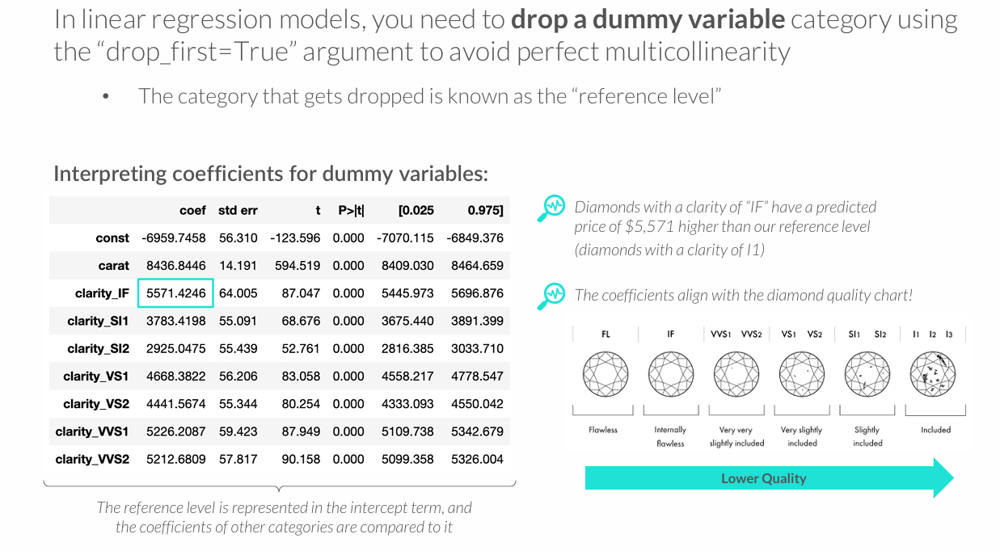 In linear regression models, you need to drop a dummy variable category using
the “drop_first=True” argument to avoid perfect multicollinearity
• The category that gets dropped is known as the “reference level”
Interpreting coefficients for dummy variables:
coef std err t P>|t| [0.025 0.975]
const -6959.7458 56.310 -123.596 0.000 -7070.115 -6849.376
carat 8436.8446 14.191 594.519 0.000 8409.030 8464.659
clarity_IF 5571.4246 64.005 87.047 0.000 5445.973 5696.876
clarity_SI1 3783.4198 55.091 68.676 0.000 3675.440 3891.399
clarity_SI2 2925.0475 55.439 52.761 0.000 2816.385 3033.710
clarity_VS1 4668.3822 56.206 83.058 0.000 4558.217 4778.547
clarity_VS2 4441.5674 55.344 80.254 0.000 4333.093 4550.042
clarity_VVS1 5226.2087 59.423 87.949 0.000 5109.738 5342.679
clarity_VVS2 5212.6809 57.817 90.158 0.000 5099.358 5326.004
The reference level is represented in the intercept term, and
the coefficients of other categories are compared to it
Diamonds with a clarity of “IF” have a predicted
price of $5,571 higher than our reference level
(diamonds with a clarity of I1)
The coefficients align with the diamond quality chart!
FL IF VVS1 VVS2 VS1 VS2 SI1 SI2 I1 I2 I3
Flawless Internally Very very Very slightly Slightly Included
flawless slightly included included included
Lower Quality